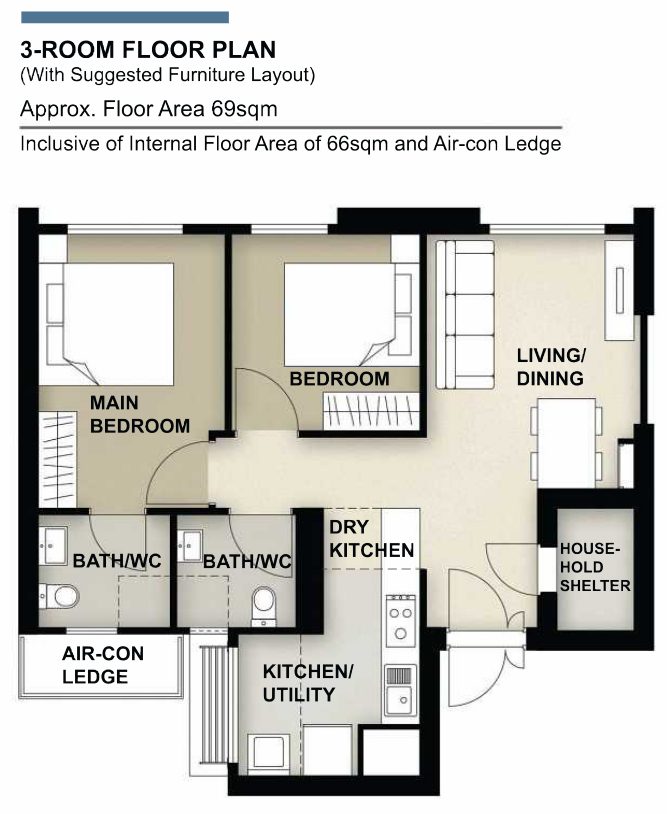 3-ROOM FLOOR PLAN
(With Suggested Furniture Layout)
Approx. Floor Area 69sqm
Inclusive of Internal Floor Area of 66sqm and Air-con Ledge
LIVING/
DINING
BEDROOM
MAIN
BEDROOM
DRY
KITCHEN
BATH/WC
BATH/WC
HOUSE-
HOLD
SHELTER
AIR-CON
LEDGE
KITCHEN/
UTILITY